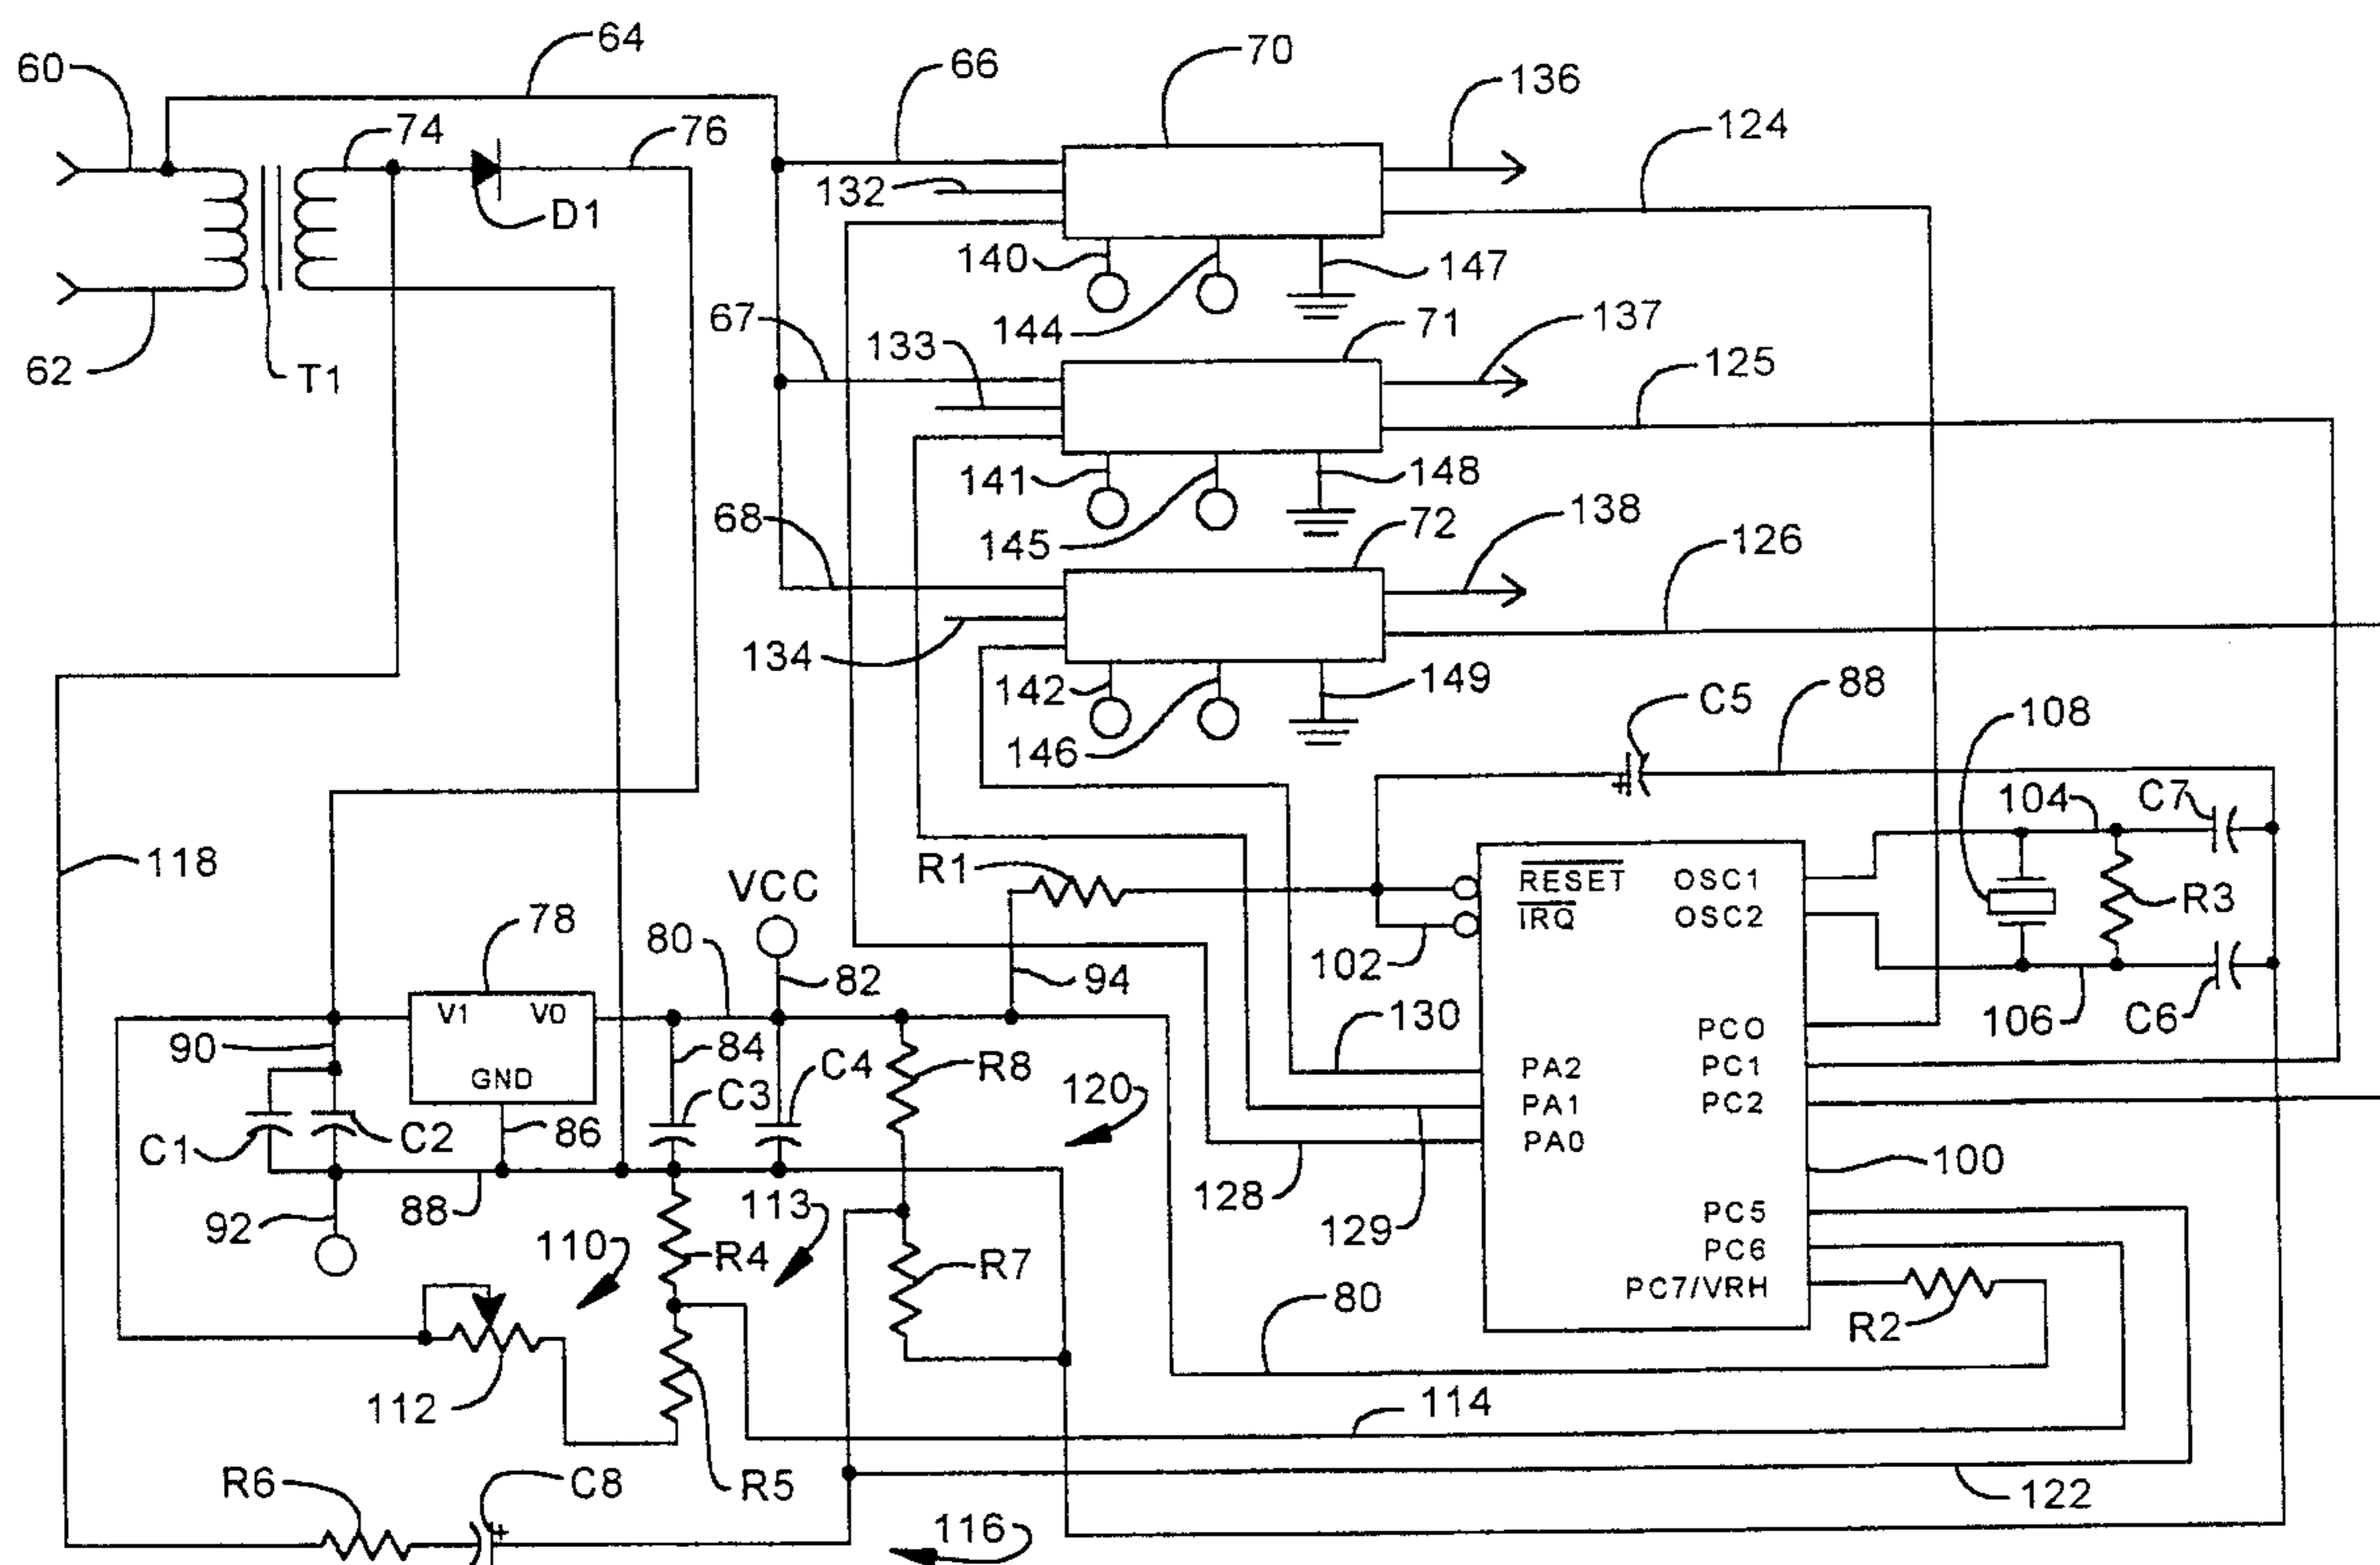 64
60
66
70
136
74
76
124
132
D1
140
147
144
67
71
137
133
125
62
T1
141
148
68
145
72
138
126
134
142
149
C5
88
146
108
104
C7
118
VCC
R1
RESET
OSC1
R3
IRQ
OSC2
78
80
82
94
102
V1
VO
90
84
130
PCO
106
C6
GND
C3
C4
R8
120
PA2
PC1
C1
C2
86
PA1
PC2
PA0
100
92
88
113
128
129
PC5
110
R4
R7
PC6
80
PC7/VRH
R2
112
114
R6
C8
R5
122
116